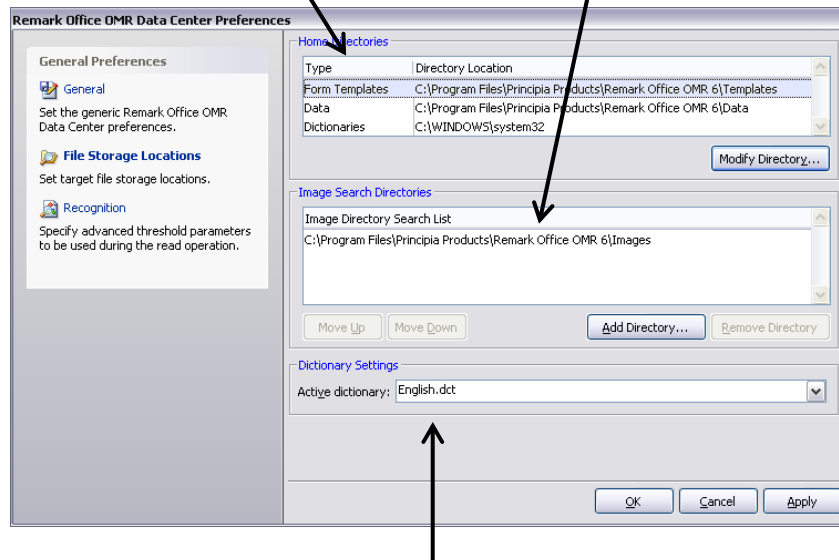 Remark Office OMR Data Center Preferences
General Preferences
General
Set the generic Remark Office OMR
Data Center preferences.
File Storage Locations
Set target file storage locations.
Recognition
Specify advanced threshold parameters
to be used during the read operation.
Home Directories
Type Directory Location
Form Templates C:\Program Files\Principia Products\Remark Office OMR 6\Templates
Data C:\Program Files\Principia Products\Remark Office OMR 6\Data
Dictionaries C:\WINDOWS\system32
Modify Directory...
Image Search Directories
Image Directory Search List
C:\Program Files\Principia Products\Remark Office OMR 6\Images
Move Up Move Down Add Directory... Remove Directory
Dictionary Settings
Active dictionary: English.dct
OK Cancel Apply